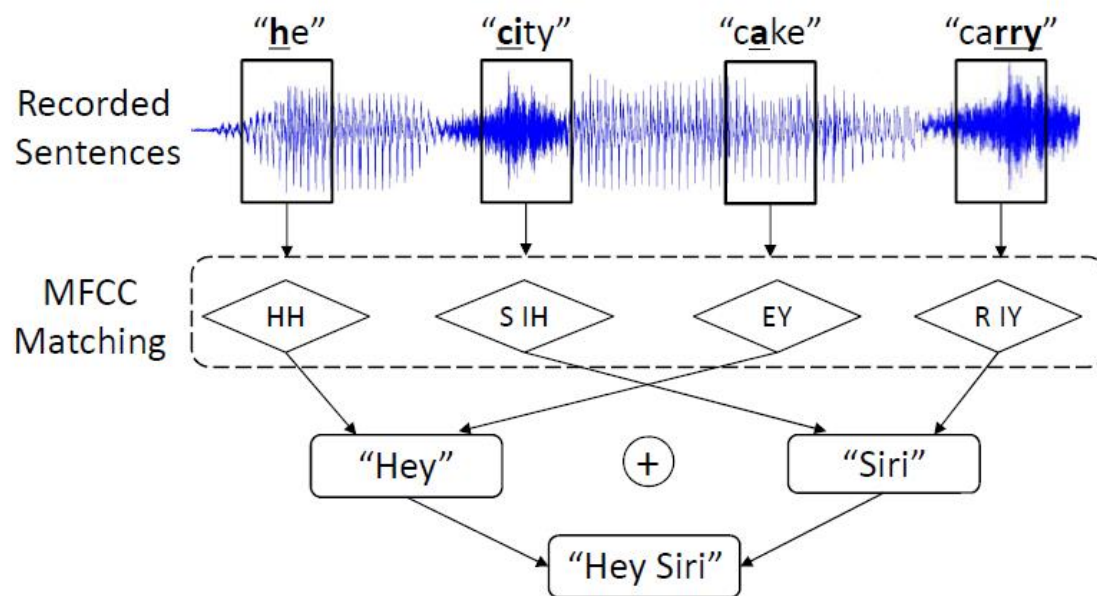 “he” “city” “cake” “carry”
Recorded
Sentences
MFCC
Matching
HH S IH EY R IY
“Hey” + “Siri”
“Hey Siri”